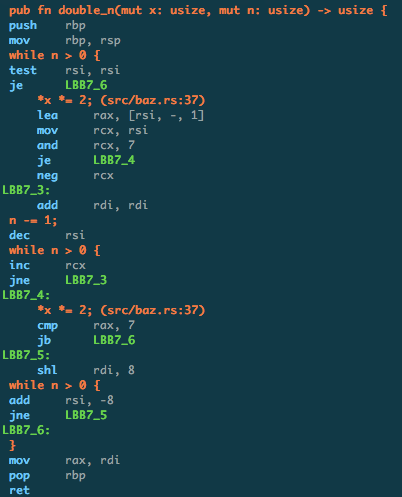 pub fn double_n(mut x: usize, mut n: usize) -> usize {
push rbp
mov rbp, rsp
while n > 0 {
test rsi, rsi
je LBB7_6
*x *= 2; (src/baz.rs:37)
lea rax, [rsi, -, 1]
mov rcx, rsi
and rcx, 7
je LBB7_4
neg rcx
LBB7_3:
add rdi, rdi
n -= 1;
dec rsi
while n > 0 {
inc rcx
jne LBB7_3
LBB7_4:
*x *= 2; (src/baz.rs:37)
cmp rax, 7
jb LBB7_6
LBB7_5:
shl rdi, 8
while n > 0 {
add rsi, -8
jne LBB7_5
LBB7_6:
}
mov rax, rdi
pop rbp
ret